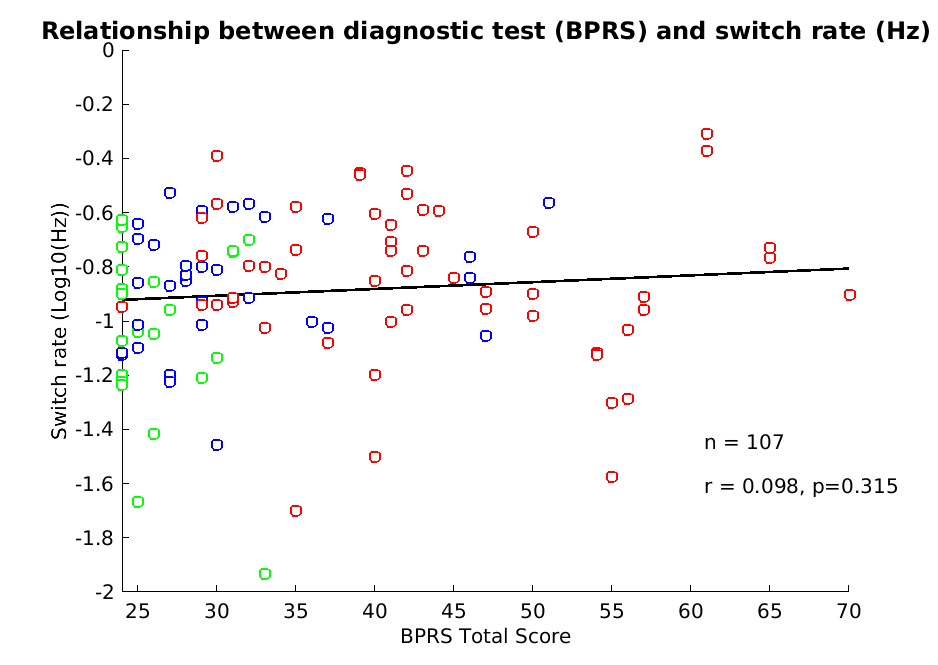 Relationship between diagnostic test (BPRS) and switch rate (Hz)
0
-0.2
-0.4
-0.6
-0.8
-1
-1.2
-1.4
-1.6
-1.8
-2
Switch rate (Log10(Hz))
n = 107
r = 0.098, p=0.315
25 30 35 40 45 50 55 60 65 70
BPRS Total Score